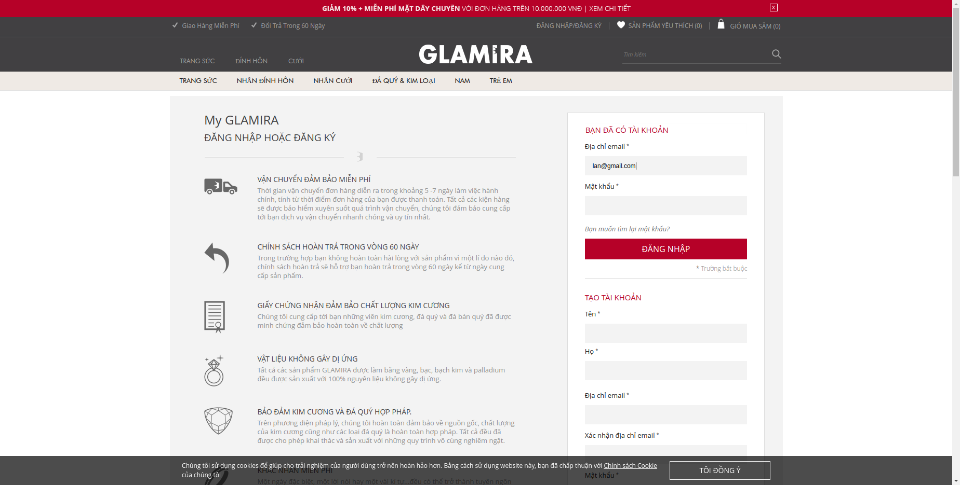 GIẢM 10% + MIỄN PHÍ MẶT DÂY CHUYỀN VỚI ĐƠN HÀNG TRÊN 10.000.000 VNĐ | XEM CHI TIẾT
Giao Hàng Miễn Phí
Đổi Trả Trong 60 Ngày
ĐĂNG NHẬP/ĐĂNG KÝ
SẢN PHẨM YÊU THÍCH (0)
GIỎ MUA SẮM (0)
TRANG SỨC
ĐÍNH HÔN
CƯỚI
GLAMIRA
Tìm kiếm
TRANG SỨC
NHẪN ĐÍNH HÔN
NHẪN CƯỚI
ĐÁ QUÝ & KIM LOẠI
NAM
TRẺ EM
My GLAMIRA
ĐĂNG NHẬP HOẶC ĐĂNG KÝ
VẬN CHUYỂN ĐẢM BẢO MIỄN PHÍ
Thời gian vận chuyển đơn hàng diễn ra trong khoảng 5 -7 ngày làm việc hành
chính, tính từ thời điểm đơn hàng của bạn được thanh toán. Tất cả các kiện hàng
sẽ được bảo hiểm xuyên suốt quá trình vận chuyển, chúng tôi đảm bảo cung cấp
tới bạn dịch vụ vận chuyển nhanh chóng và uy tín nhất.
CHÍNH SÁCH HOÀN TRẢ TRONG VÒNG 60 NGÀY
Trong trường hợp bạn không hoàn toàn hài lòng với sản phẩm vì một lí do nào đó,
chính sách hoàn trả sẽ hỗ trợ bạn hoàn trả trong vòng 60 ngày kể từ ngày cung
cấp sản phẩm.
GIẤY CHỨNG NHẬN ĐẢM BẢO CHẤT LƯỢNG KIM CƯƠNG
Chúng tôi cung cấp tới bạn những viên kim cương, đá quý và đá bán quý đã được
minh chứng đảm bảo hoàn toàn về chất lượng
VẬT LIỆU KHÔNG GÂY DỊ ỨNG
Tất cả các sản phẩm GLAMIRA được làm bằng vàng, bạc, bạch kim và palladium
đều được sản xuất với 100% nguyên liệu không gây dị ứng.
BẢO ĐẢM KIM CƯƠNG VÀ ĐÁ QUÝ HỢP PHÁP.
Trên phương diện pháp lý, chúng tôi hoàn toàn đảm bảo về nguồn gốc, chất lượng
của kim cương cũng như các loại đá quý là hoàn toàn hợp pháp. Tất cả đều đã
được cho phép khai thác và sản xuất với những quy trình vô cùng nghiêm ngặt.
KHẮC NHẪN MIỄN PHÍ
BẠN ĐÃ CÓ TÀI KHOẢN
Địa chỉ email *
lan@gmail.com
Mật khẩu *
Bạn muốn tìm lại mật khẩu?
ĐĂNG NHẬP
* Trường bắt buộc
TẠO TÀI KHOẢN
Tên *
Họ *
Địa chỉ email *
Xác nhận địa chỉ email *
Mật khẩu *
Chúng tôi sử dụng cookies để giúp cho trải nghiệm của người dùng trở nên hoàn hảo hơn. Bằng cách sử dụng website này, bạn đã chấp thuận với Chính sách Cookie
của chúng tôi
TÔI ĐỒNG Ý